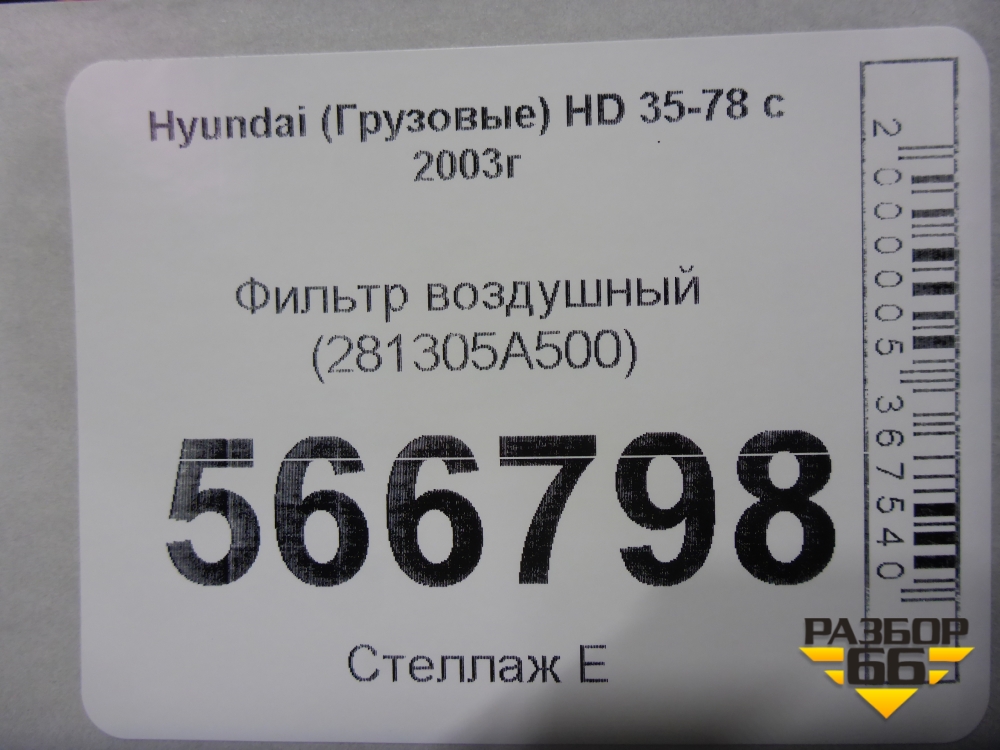 Hyundai (Грузовые) HD 35-78 с
2003г
Фильтр воздушный
(281305A500)
566798
Стеллаж Е
2000005367540
РАЗБОР
66